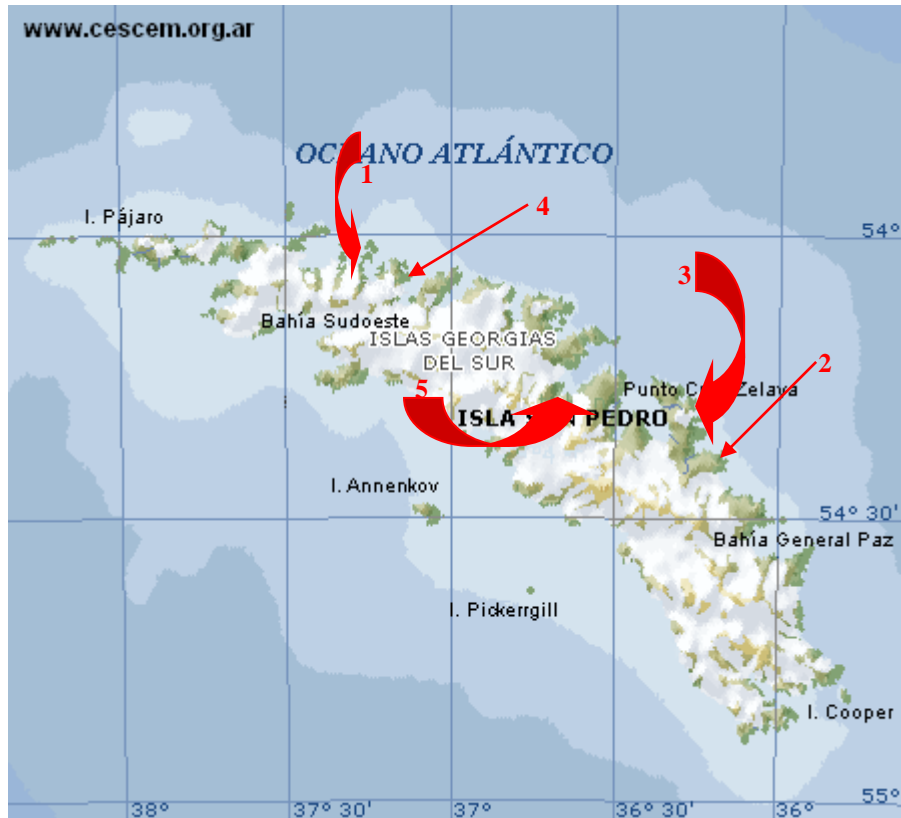 www.cescem.org.ar
OCEANO ATLÁNTICO
1
I. Pájaro
4
54°
3
Bahía Sudoeste
ISLAS GEORGIAS
DEL SUR
2
5
Punto Zelava
ISLA PEDRO
I. Annenkov
54° 30'
Bahía General Paz
I. Pickerrgill
I. Cooper
55°
38°
37° 30'
37°
36° 30'
36°